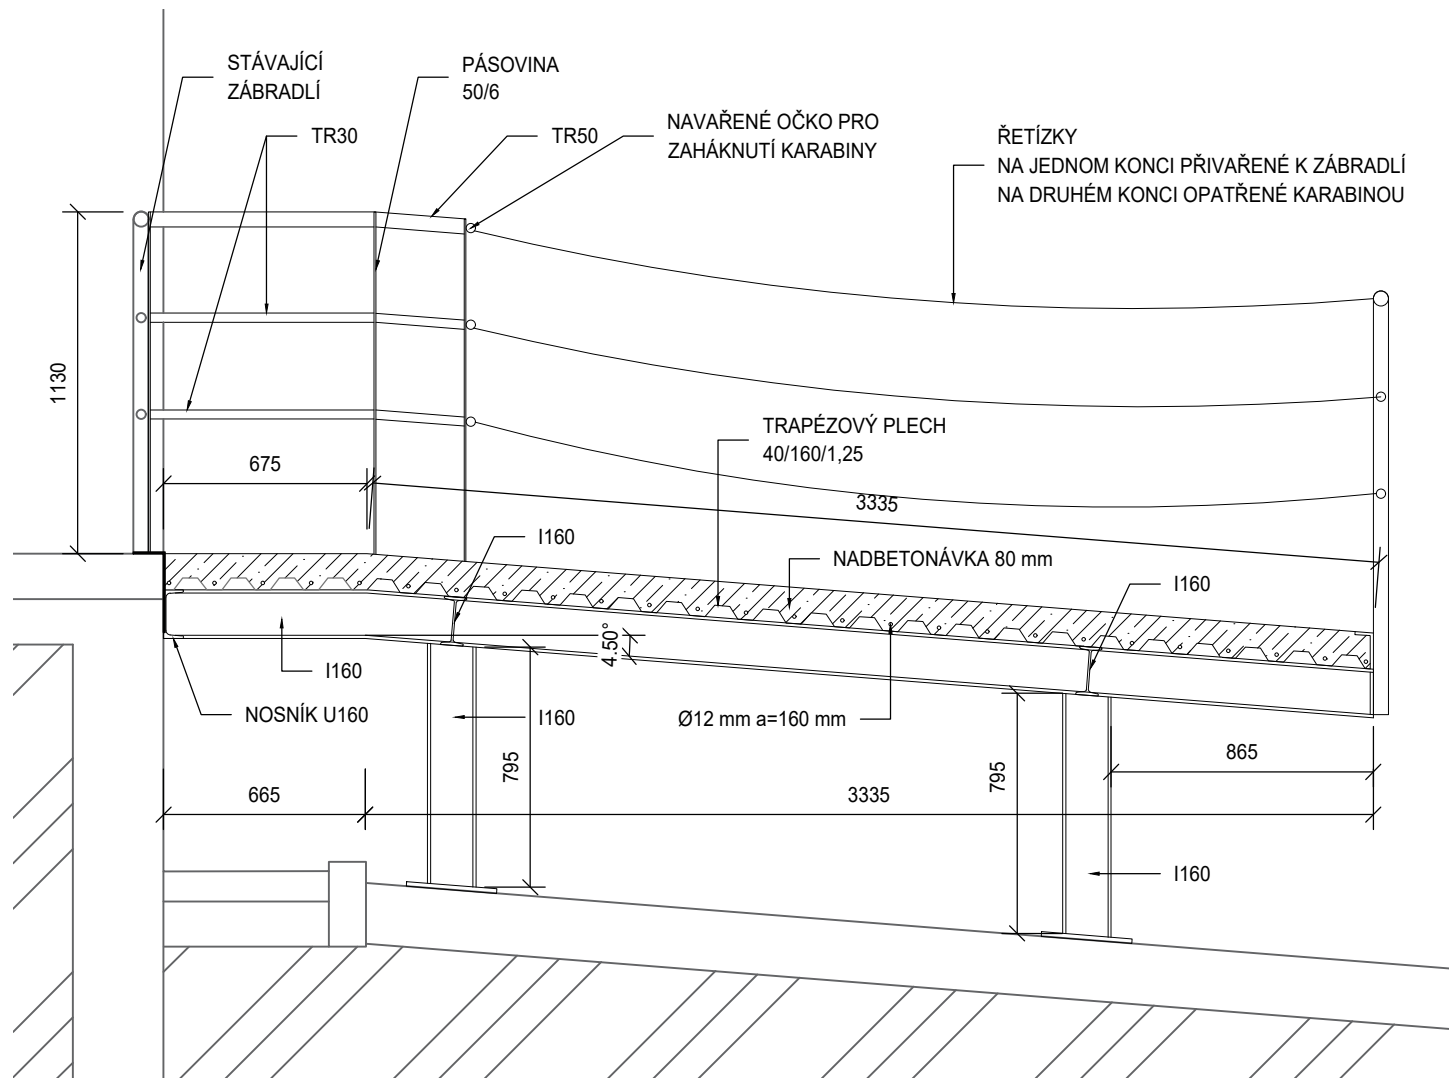 STÁVAJÍCÍ
ZÁBRADLÍ
PÁSOVINA
50/6
TR30
TR50
NAVAŘENÉ OČKO PRO
ZAHÁKNUTÍ KARABINY
ŘETÍZKY
NA JEDNOM KONCI PŘIVAŘENÉ K ZÁBRADLÍ
NA DRUHÉM KONCI OPATŘENÉ KARABINOU
1130
675
TRAPÉZOVÝ PLECH
40/160/1,25
3335
I160
NADBETONÁVKA 80 mm
I160
4.50°
I160
NOSNÍK U160
I160
Ø12 mm a=160 mm
795
795
865
665
3335
I160